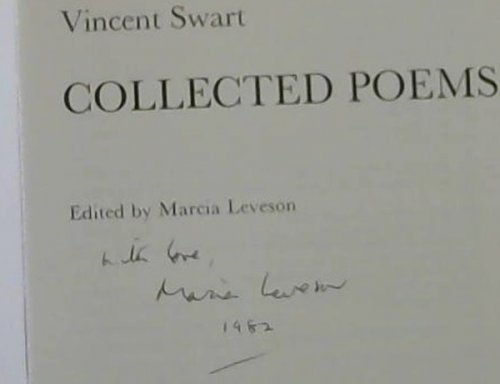 Vincent Swart
COLLECTED POEMS
Edited by Marcia Leveson
with love,
Marcia Leveson
1982